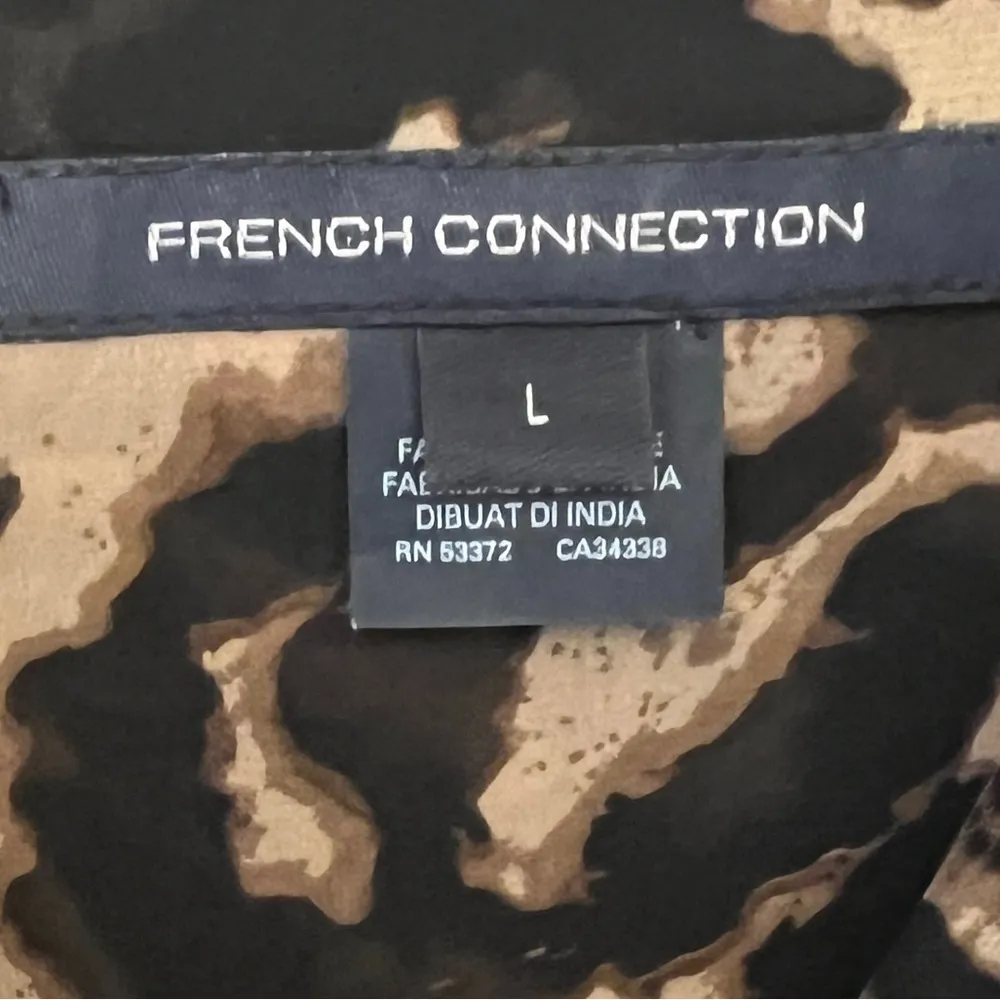 FRENCH CONNECTION
L
DIBUAT DI INDIA
RN 53372 CA34338